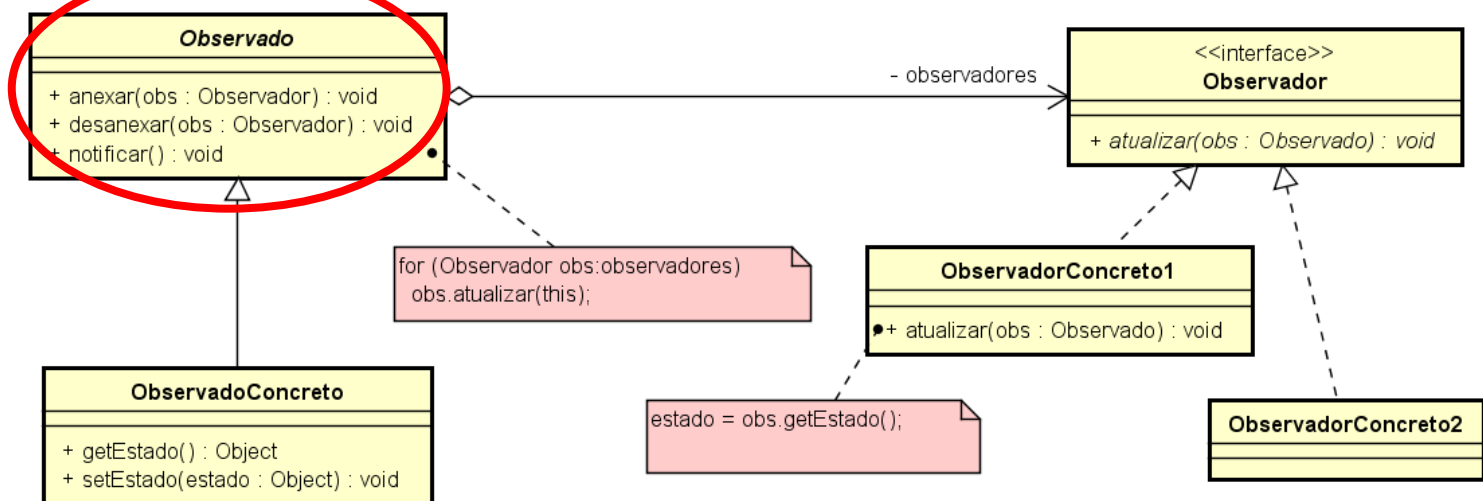 Observado
+ anexar(obs : Observador) : void
+ desanexar(obs : Observador) : void
+ notificar() : void
- observadores
<<interface>>
Observador
+ atualizar(obs : Observado) : void
for (Observador obs:observadores)
obs.atualizar(this);
ObservadorConcreto1
+ atualizar(obs : Observado) : void
ObservadoConcreto
+ getEstado() : Object
+ setEstado(estado : Object) : void
estado = obs.getEstado();
ObservadorConcreto2